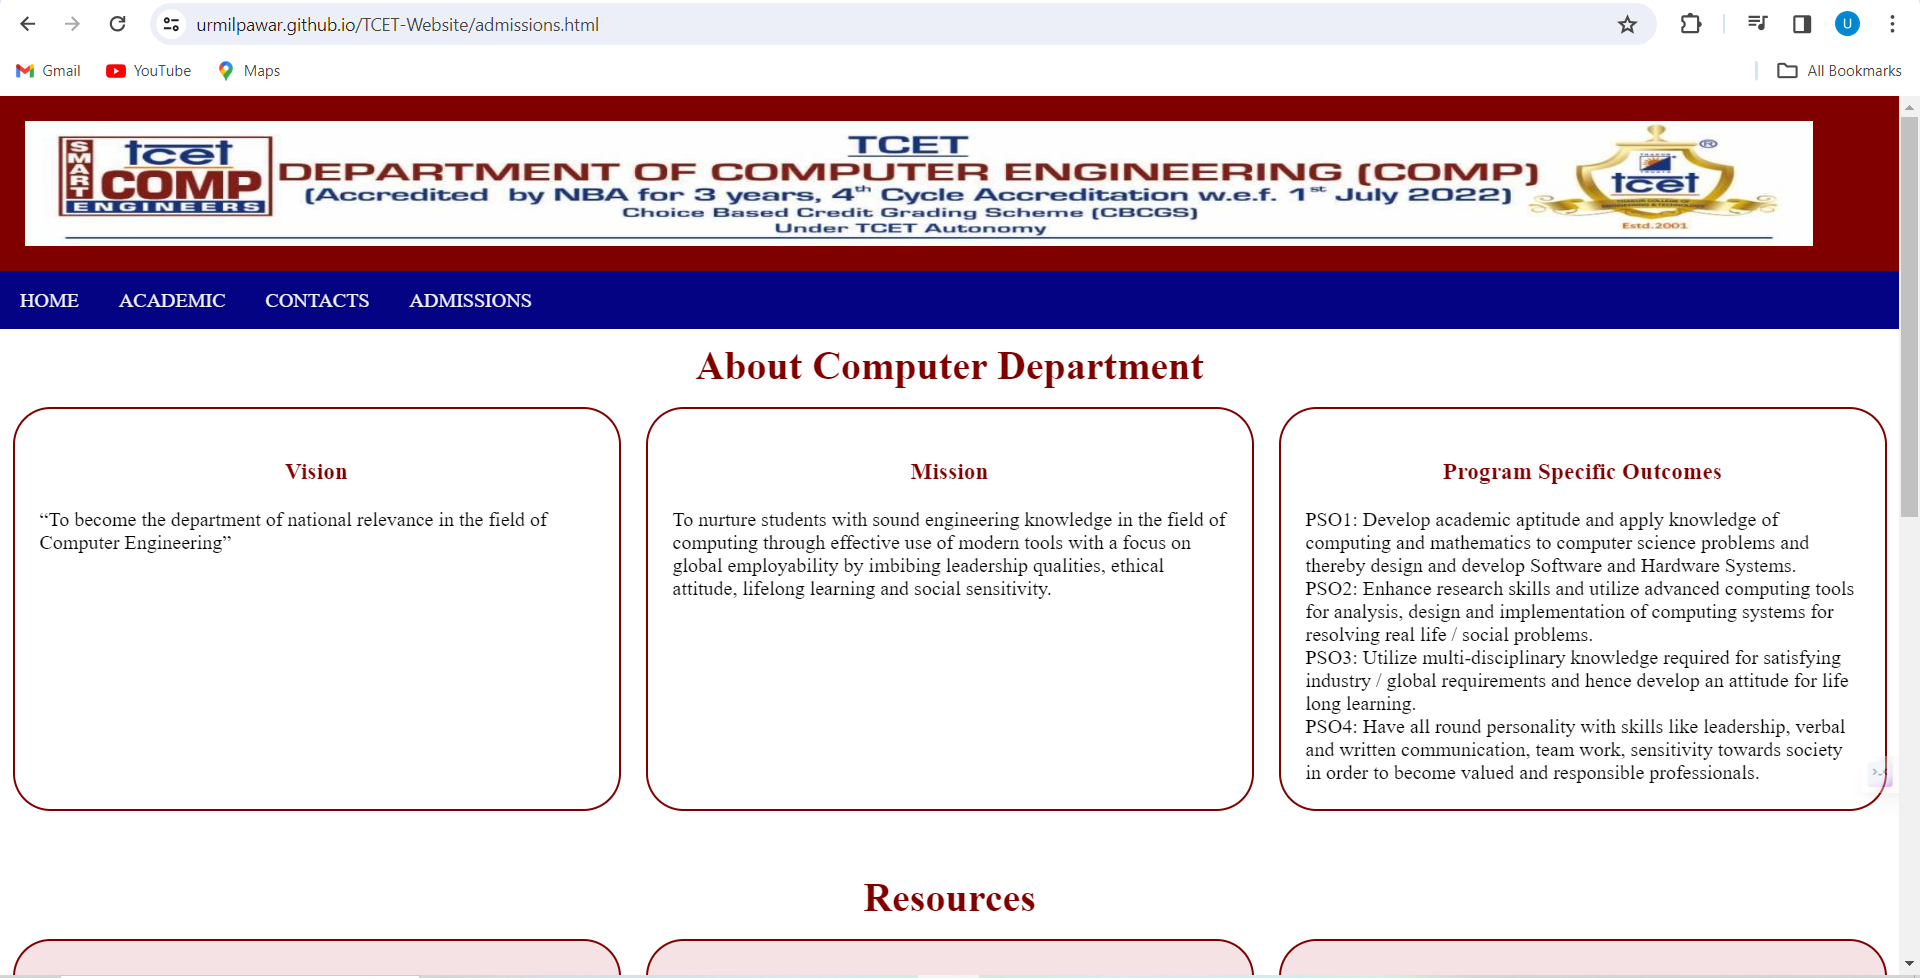 urmilpawar.github.io/TCET-Website/admissions.html
U
Gmail
YouTube
Maps
All Bookmarks
SMART
tcet
COMP
ENGINEERS
TCET
DEPARTMENT OF COMPUTER ENGINEERING (COMP)
(Accredited by NBA for 3 years, 4th Cycle Accreditation w.e.f. 1st July 2022)
Choice Based Credit Grading Scheme (CBCGS)
Under TCET Autonomy
®
tcet
Estd.2001
HOME
ACADEMIC
CONTACTS
ADMISSIONS
About Computer Department
Vision
“To become the department of national relevance in the field of
Computer Engineering”
Mission
To nurture students with sound engineering knowledge in the field of
computing through effective use of modern tools with a focus on
global employability by imbibing leadership qualities, ethical
attitude, lifelong learning and social sensitivity.
Program Specific Outcomes
PSO1: Develop academic aptitude and apply knowledge of
computing and mathematics to computer science problems and
thereby design and develop Software and Hardware Systems.
PSO2: Enhance research skills and utilize advanced computing tools
for analysis, design and implementation of computing systems for
resolving real life / social problems.
PSO3: Utilize multi-disciplinary knowledge required for satisfying
industry / global requirements and hence develop an attitude for life
long learning.
PSO4: Have all round personality with skills like leadership, verbal
and written communication, team work, sensitivity towards society
in order to become valued and responsible professionals.
Resources